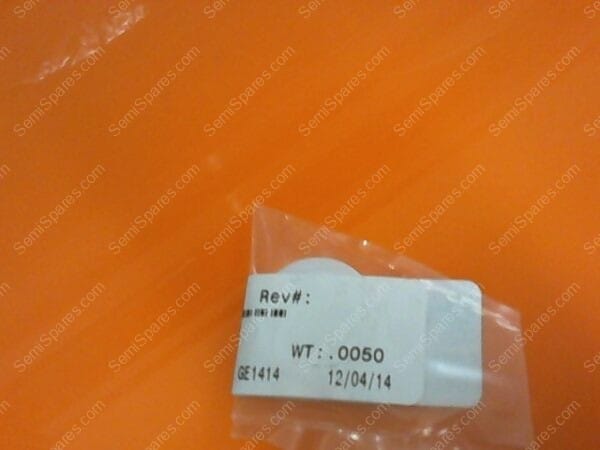 Rev#:
WT: .0050
GE1414 12/04/14
SemiSpares.com